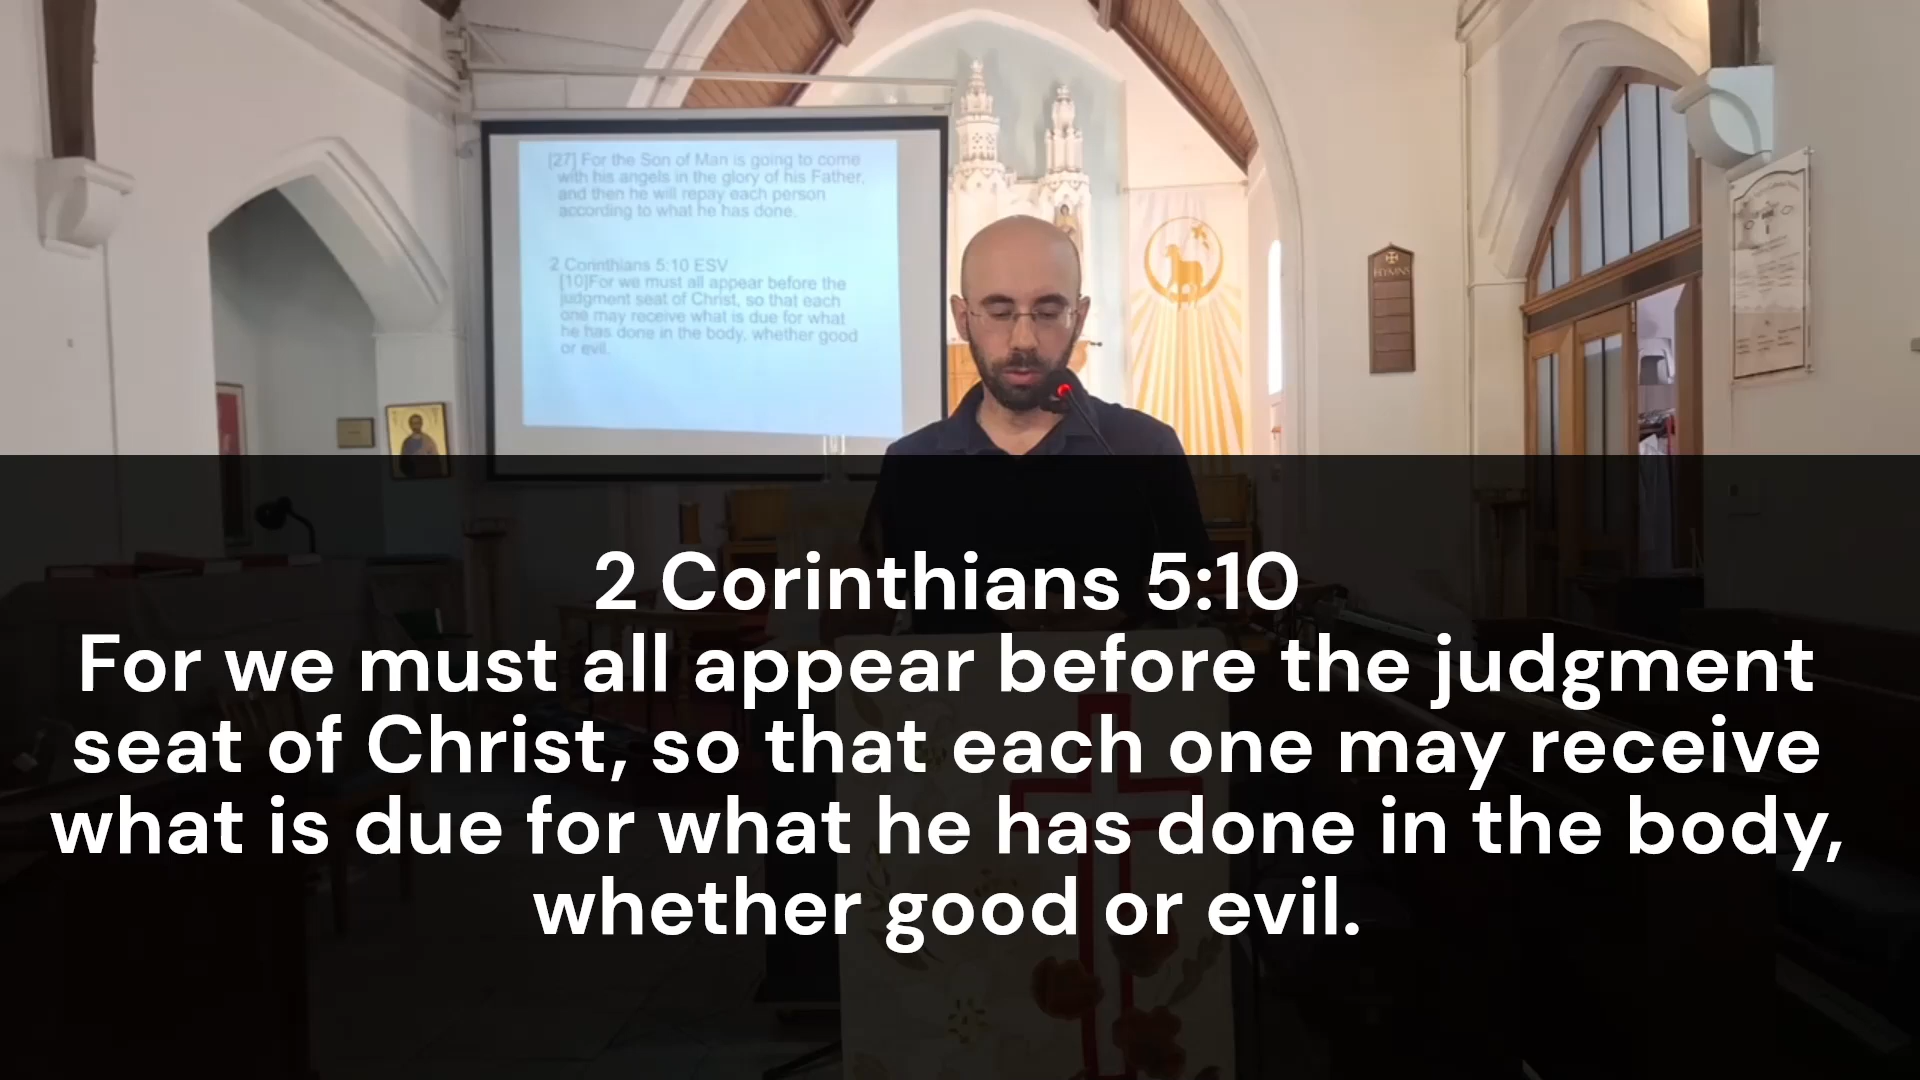 [27] For the Son of Man is going to come
with his angels in the glory of his Father,
and then he will repay each person
according to what he has done.
2 Corinthians 5:10 ESV
[10]For we must all appear before the
judgment seat of Christ, so that each
one may receive what is due for what
he has done in the body, whether good
or evil.
HYMNS
2 Corinthians 5:10
For we must all appear before the judgment
seat of Christ, so that each one may receive
what is due for what he has done in the body,
whether good or evil.